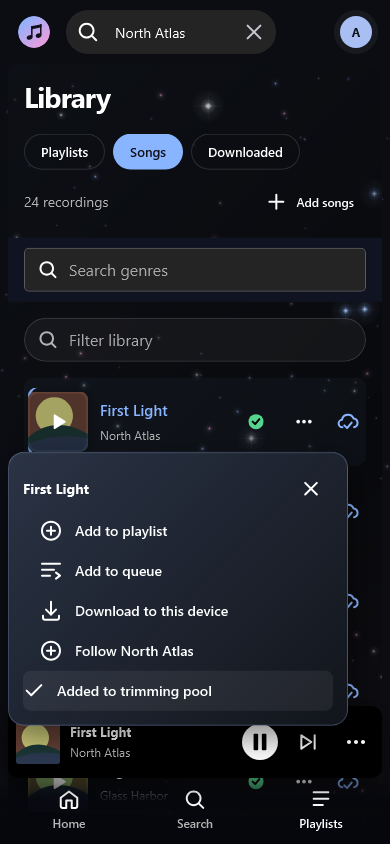 North Atlas
A
Library
Playlists
Songs
Downloaded
24 recordings
Add songs
Search genres
Filter library
First Light
North Atlas
First Light
Add to playlist
Add to queue
Download to this device
Follow North Atlas
Added to trimming pool
First Light
North Atlas
Glass Harbor
Home
Search
Playlists